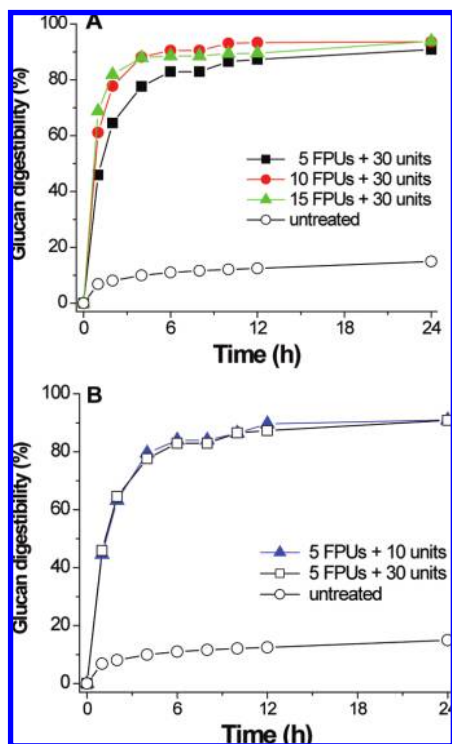 A
100
80
60
40
20
0
Glucan digestibility (%)
5 FPUs + 30 units
10 FPUs + 30 units
15 FPUs + 30 units
untreated
0 6 12 18 24
Time (h)
B
100
80
60
40
20
0
Glucan digestibility (%)
5 FPUs + 10 units
5 FPUs + 30 units
untreated
0 6 12 18 24
Time (h)